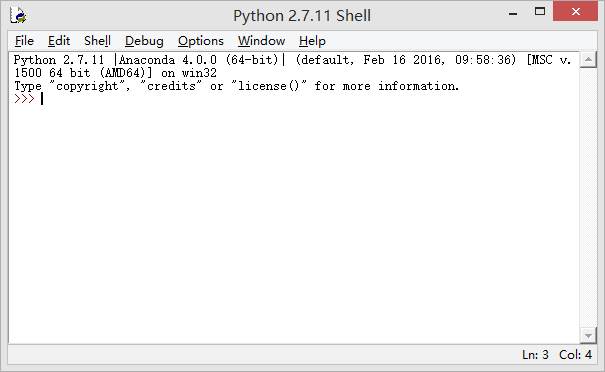 Python 2.7.11 Shell
File Edit Shell Debug Options Window Help
Python 2.7.11 |Anaconda 4.0.0 (64-bit)| (default, Feb 16 2016, 09:58:36) [MSC v.
1500 64 bit (AMD64)] on win32
Type "copyright", "credits" or "license()" for more information.
>>>
Ln: 3 Col: 4